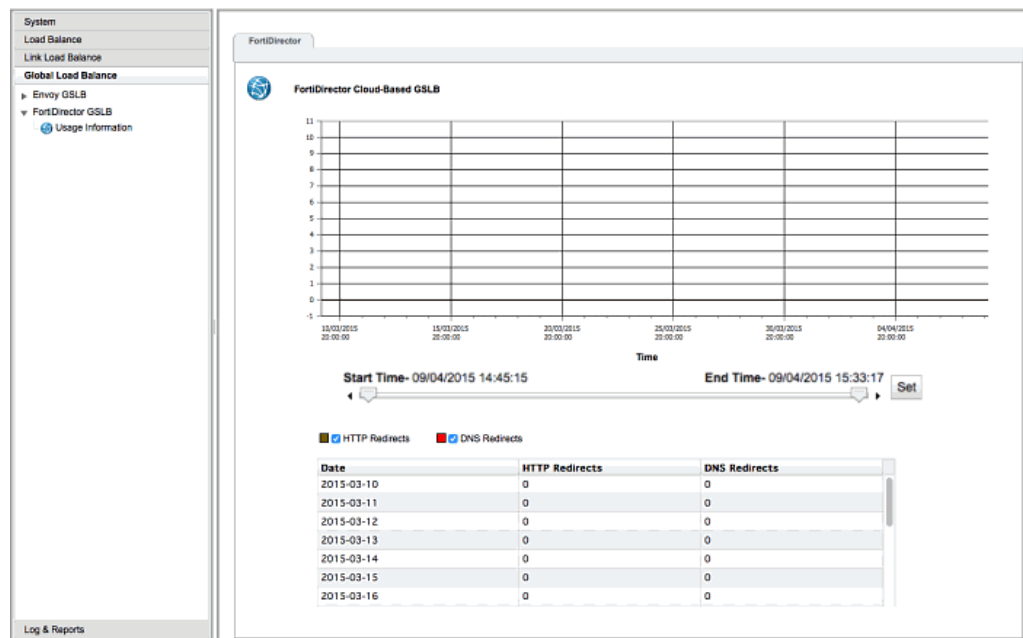 System
Load Balance
Link Load Balance
Global Load Balance
Envoy GSLB
FortiDirector GSLB
Usage Information
Log & Reports
FortiDirector
FortiDirector Cloud-Based GSLB
11
10
9
8
7
6
5
4
3
2
1
0
-1
10/03/2015 15/03/2015 20/03/2015 25/03/2015 30/03/2015 04/04/2015
20:00:00 20:00:00 20:00:00 20:00:00 20:00:00 20:00:00
Time
Start Time- 09/04/2015 14:45:15 End Time- 09/04/2015 15:33:17 Set
HTTP Redirects DNS Redirects
Date HTTP Redirects DNS Redirects
2015-03-10 0 0
2015-03-11 0 0
2015-03-12 0 0
2015-03-13 0 0
2015-03-14 0 0
2015-03-15 0 0
2015-03-16 0 0